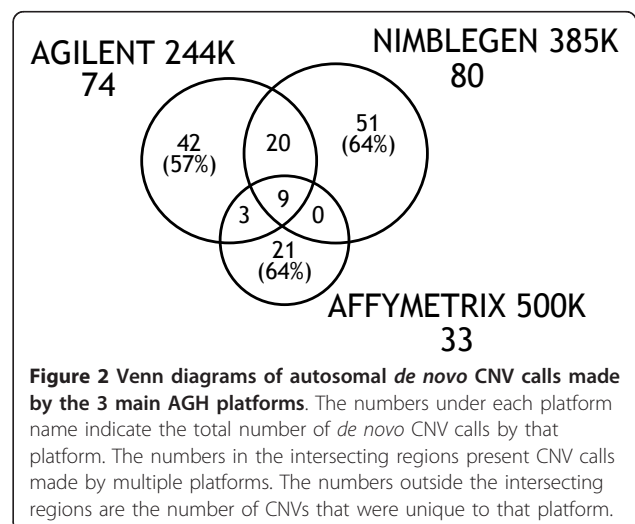 AGILENT 244K
74
NIMBLEGEN 385K
80
42
(57%)
20
51
(64%)
9
3
0
21
(64%)
AFFYMETRIX 500K
33
Figure 2 Venn diagrams of autosomal de novo CNV calls made
by the 3 main AGH platforms. The numbers under each platform
name indicate the total number of de novo CNV calls by that
platform. The numbers in the intersecting regions present CNV calls
made by multiple platforms. The numbers outside the intersecting
regions are the number of CNVs that were unique to that platform.